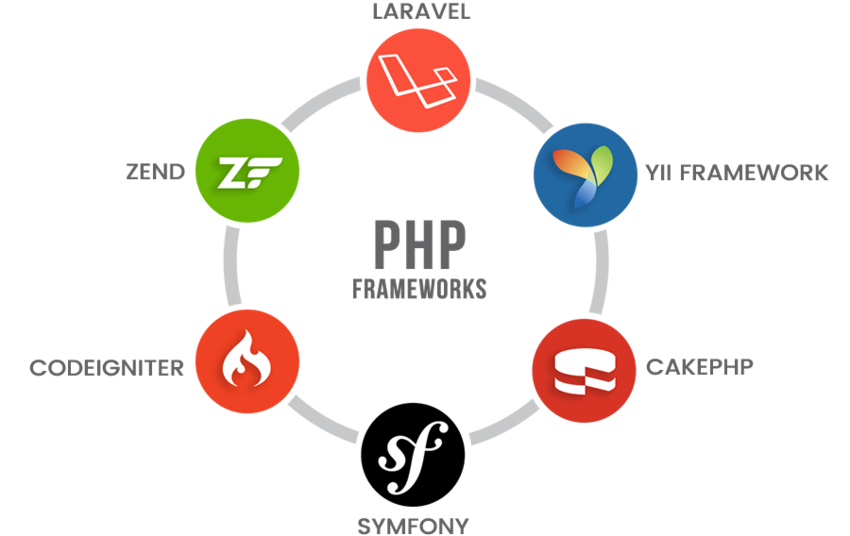 LARAVEL
ZEND
YII FRAMEWORK
PHP
FRAMEWORKS
CODEIGNITER
CAKEPHP
SYMFONY